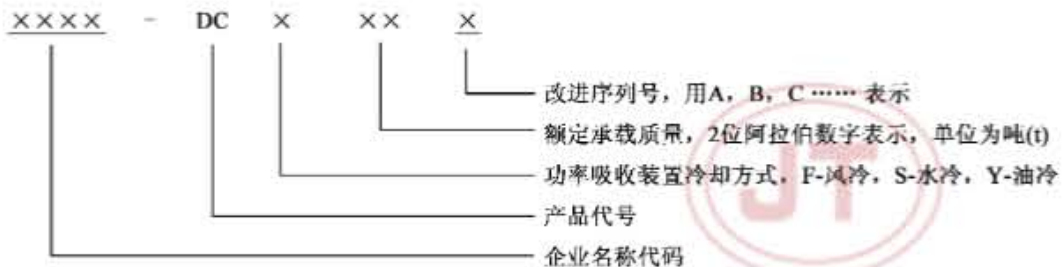 ×××× - DC × ×× ×
改进序列号，用A，B，C …… 表示
额定承载质量，2位阿拉伯数字表示，单位为吨(t)
功率吸收装置冷却方式，F-风冷，S-水冷，Y-油冷
产品代号
企业名称代码
JT